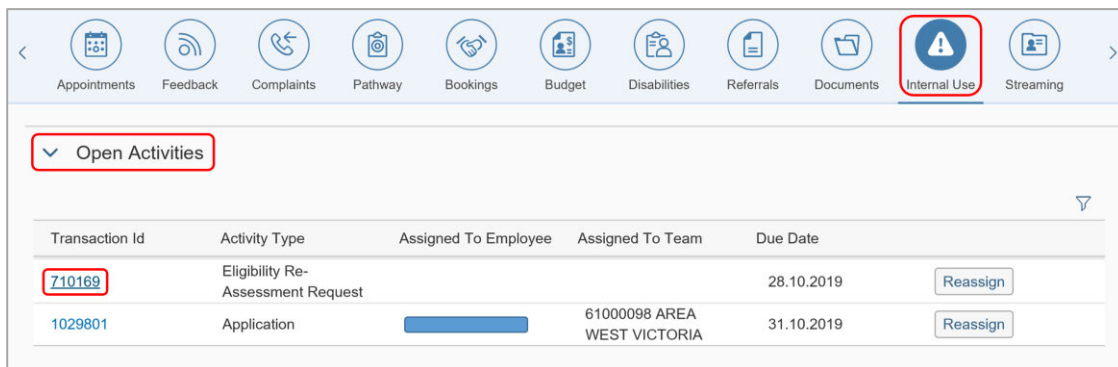 Appointments Feedback Complaints Pathway Bookings Budget Disabilities Referrals Documents Internal Use Streaming
Open Activities
Transaction Id Activity Type Assigned To Employee Assigned To Team Due Date
710169 Eligibility Re-
Assessment Request 28.10.2019 Reassign
1029801 Application 61000098 AREA
WEST VICTORIA 31.10.2019 Reassign